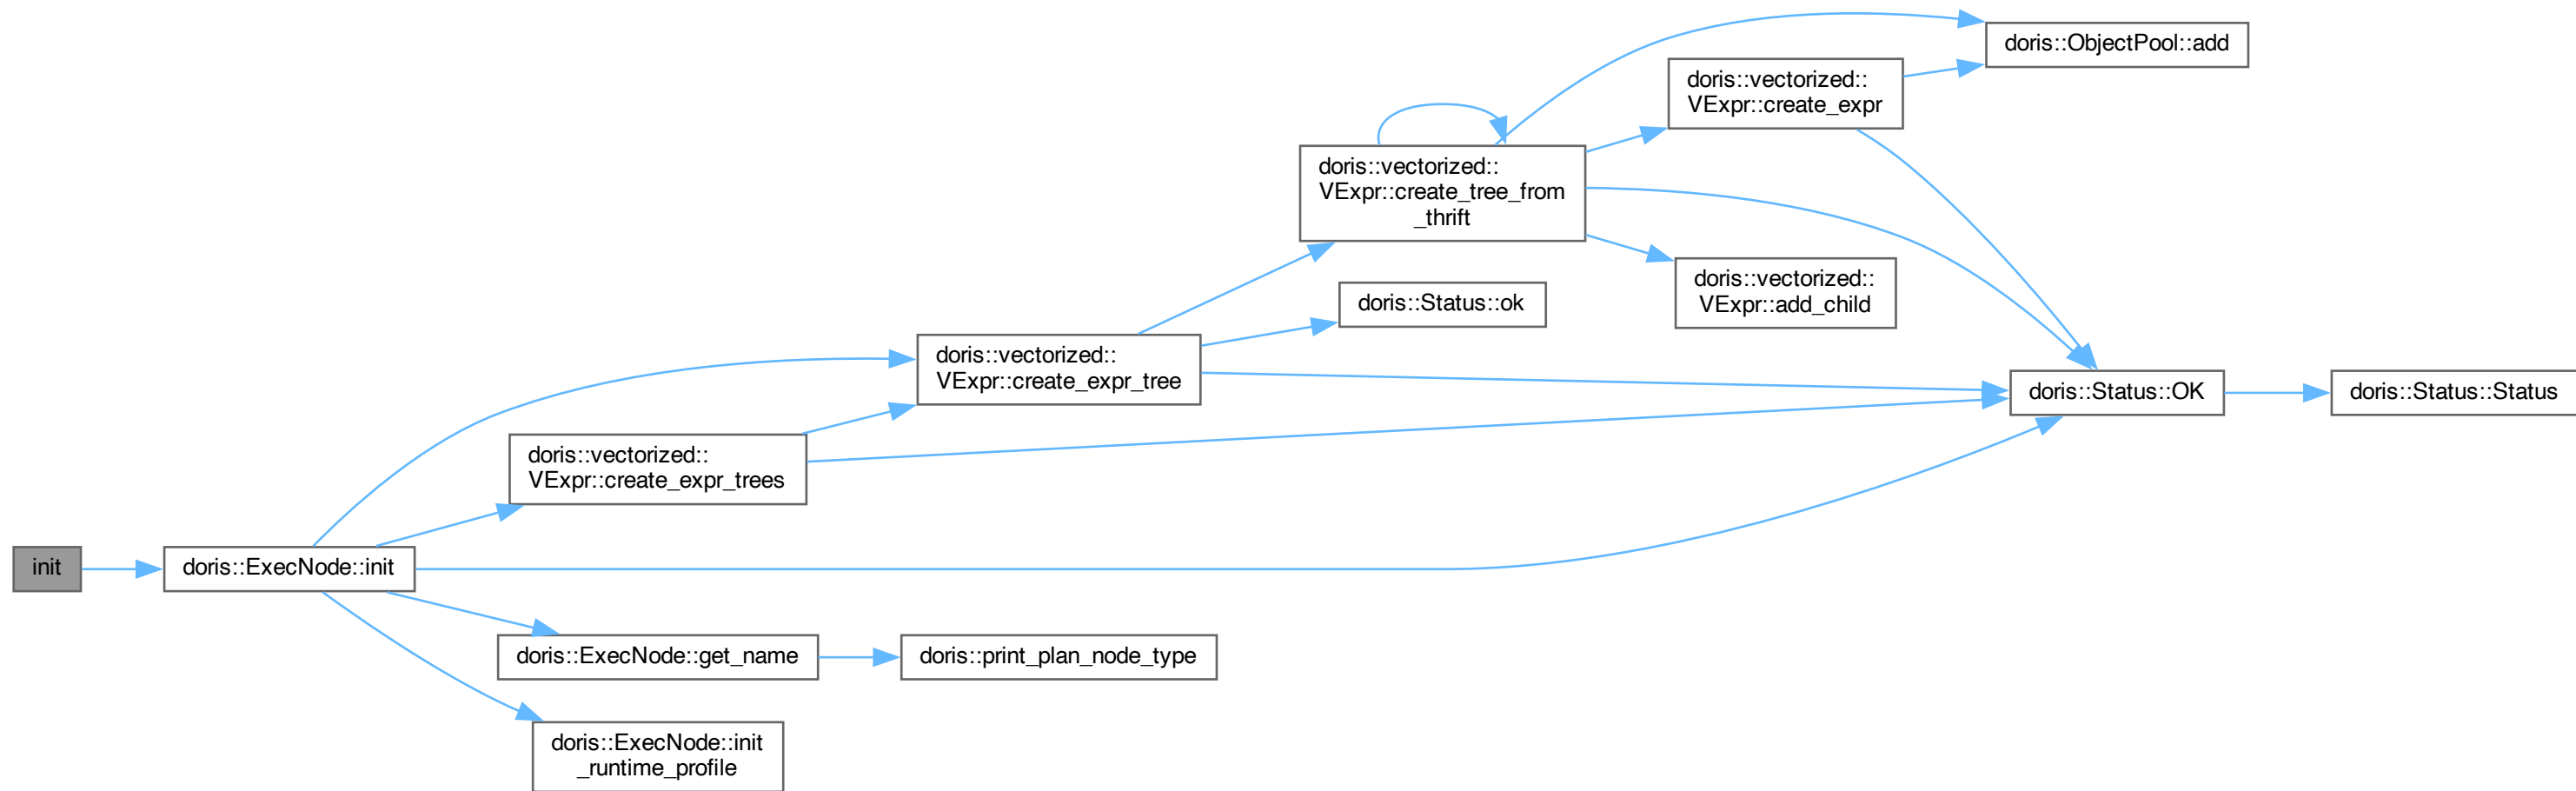 init
doris::ExecNode::init
doris::vectorized::
VExpr::create_expr_trees
doris::vectorized::
VExpr::create_expr_tree
doris::vectorized::
VExpr::create_tree_from
_thrift
doris::vectorized::
VExpr::create_expr
doris::ObjectPool::add
doris::Status::ok
doris::vectorized::
VExpr::add_child
doris::Status::OK
doris::Status::Status
doris::ExecNode::get_name
doris::print_plan_node_type
doris::ExecNode::init
_runtime_profile